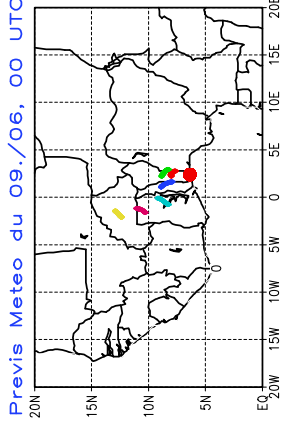 Previs Meteo du 09./06, 00 UTC
20E
15E
10E
5E
0
5W
10W
15W
20W
20N
15N
10N
5N
EQ
0